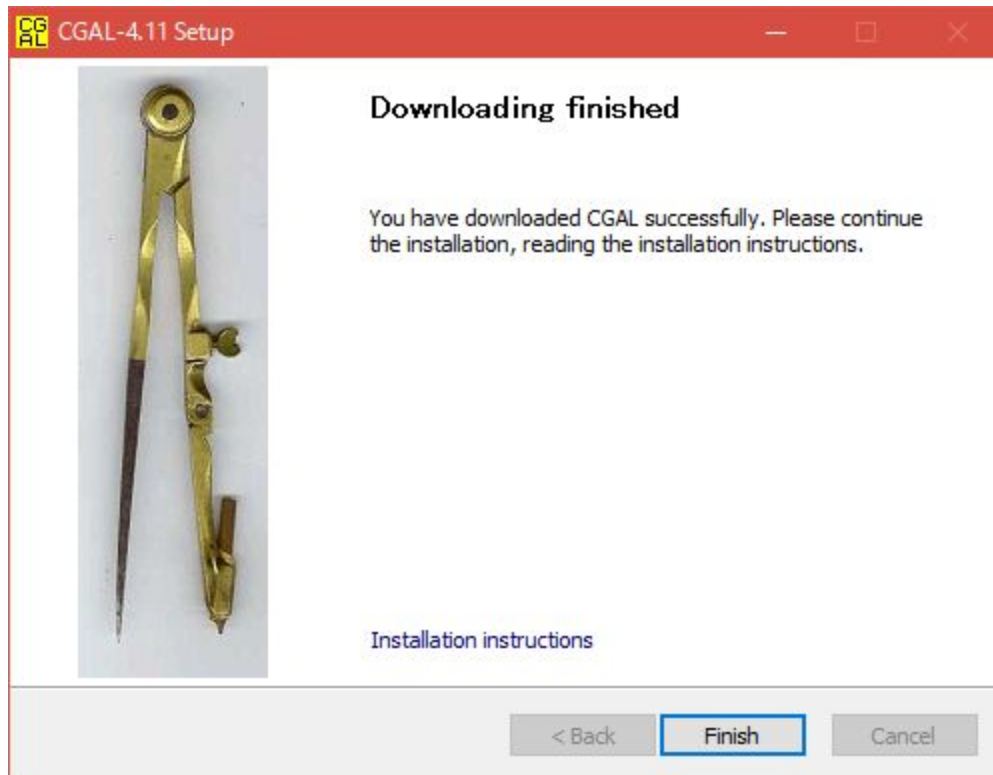 CG
AL
CGAL-4.11 Setup
Downloading finished
You have downloaded CGAL successfully. Please continue
the installation, reading the installation instructions.
Installation instructions
< Back
Finish
Cancel